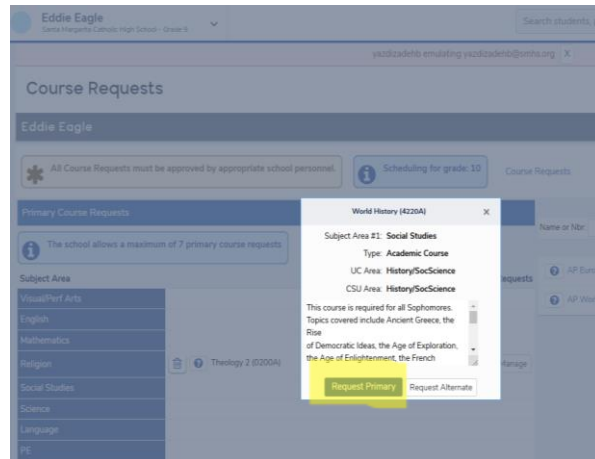 Eddie Eagle
Santa Margarita Catholic High School - Grade 9
Search students,
yazdizadehb emulating yazdizadehb@smhs.org X
Course Requests
Eddie Eagle
All Course Requests must be approved by appropriate school personnel.
Scheduling for grade: 10
Course Requests
Primary Course Requests
World History (4220A) ×
Name or Nbr:
The school allows a maximum of 7 primary course requests
Subject Area #1: Social Studies
Type: Academic Course
UC Area: History/SocScience
CSU Area: History/SocScience
Subject Area
equests
AP Euro
Visual/Perf Arts
English
Mathematics
Religion
Theology 2 (0200A)
Manage
Social Studies
Science
Language
PE
This course is required for all Sophomores.
Topics covered include Ancient Greece, the
Rise
of Democratic Ideas, the Age of Exploration,
the Age of Enlightenment, the French
Request Primary
Request Alternate